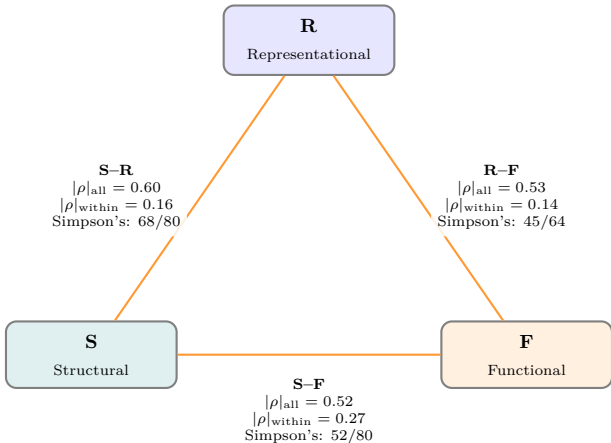 R
Representational
S–R
|ρ|all = 0.60
|ρ|within = 0.16
Simpson's: 68/80
R–F
|ρ|all = 0.53
|ρ|within = 0.14
Simpson's: 45/64
S
Structural
F
Functional
S–F
|ρ|all = 0.52
|ρ|within = 0.27
Simpson's: 52/80